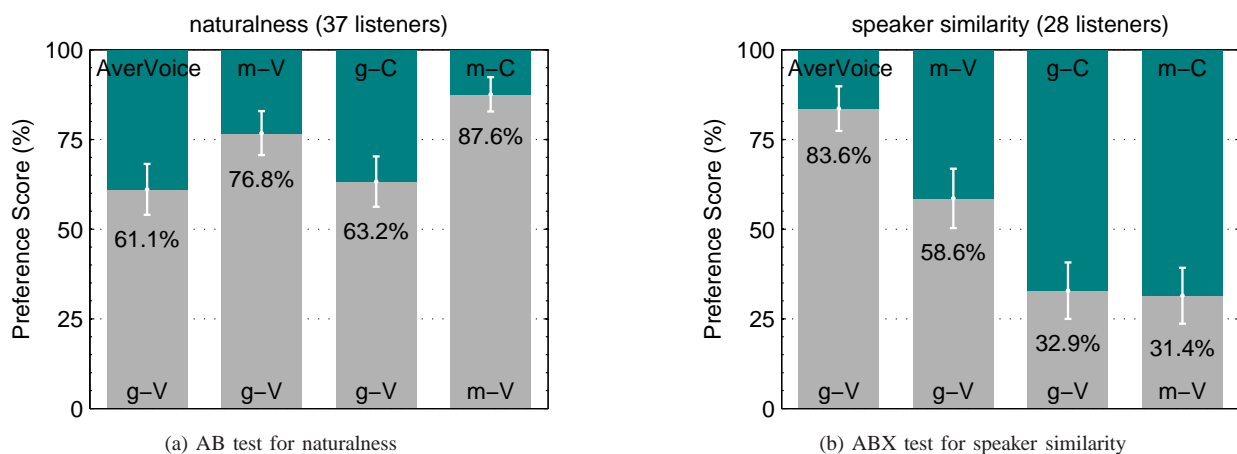 naturalness (37 listeners)
Preference Score (%)
100
75
50
25
0
AverVoice m−V g−C m−C
61.1% 76.8% 63.2% 87.6%
g−V g−V g−V m−V
(a) AB test for naturalness
speaker similarity (28 listeners)
Preference Score (%)
100
75
50
25
0
AverVoice m−V g−C m−C
83.6% 58.6% 32.9% 31.4%
g−V g−V g−V m−V
(b) ABX test for speaker similarity